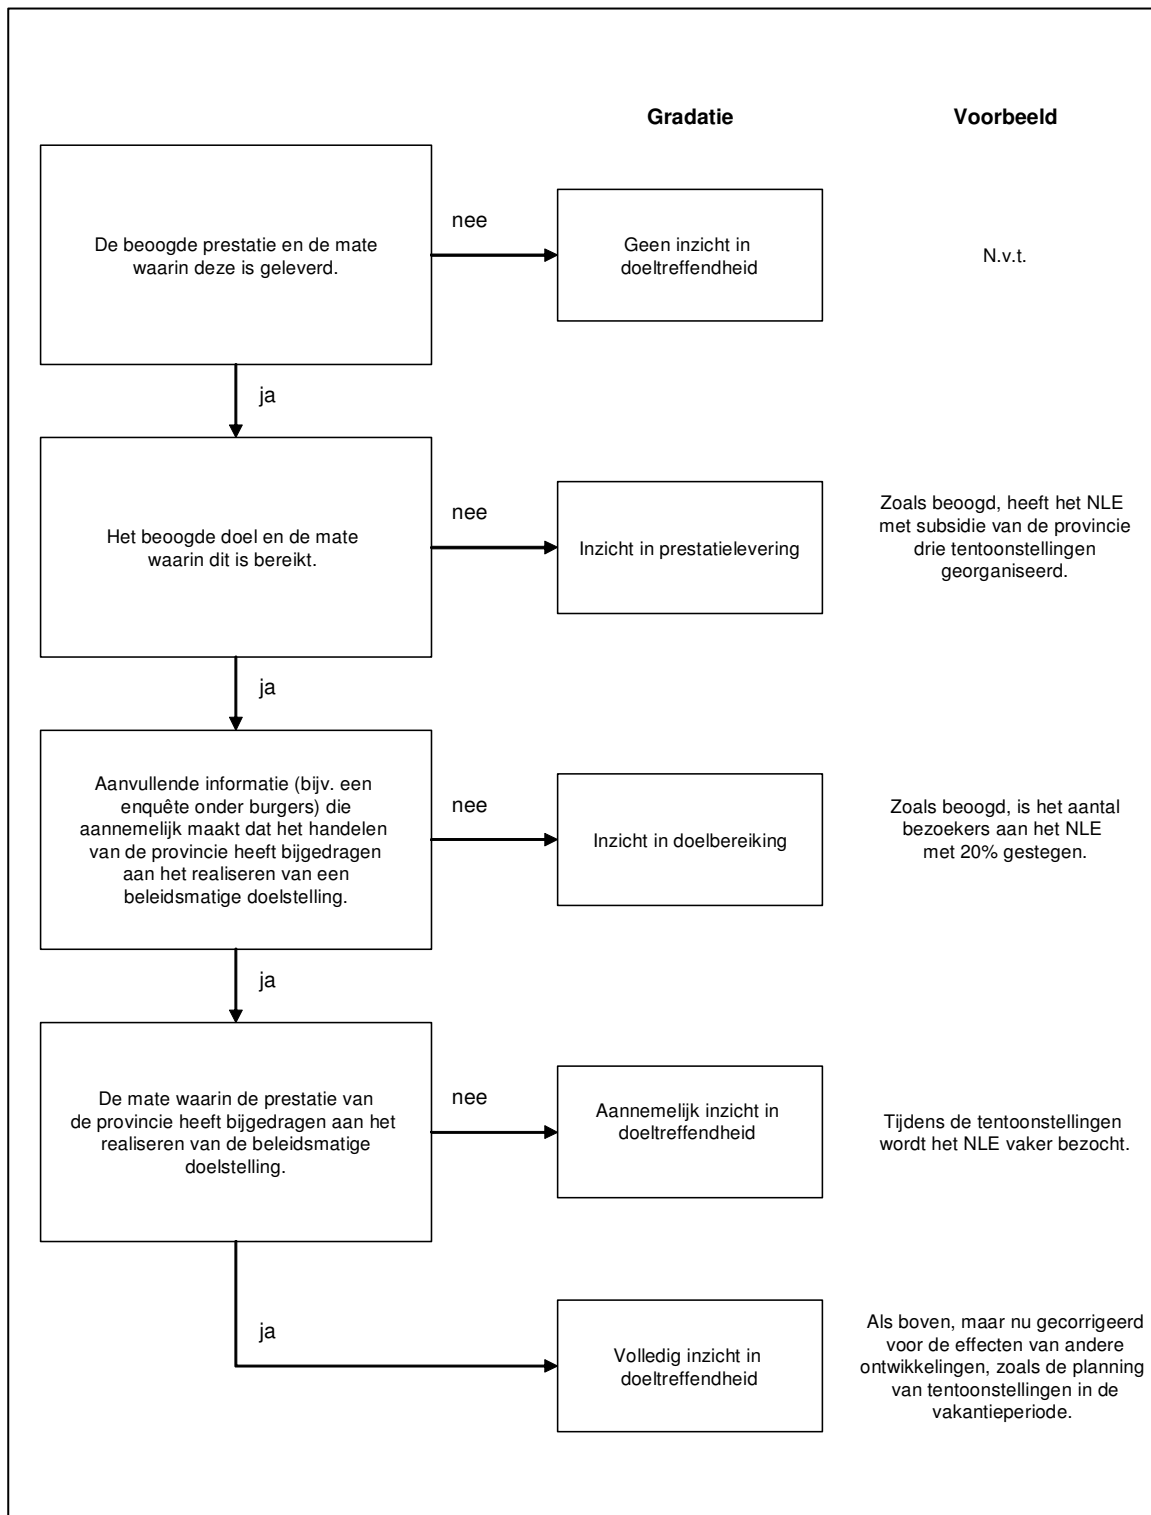 Gradatie
Voorbeeld
De beoogde prestatie en de mate
waarin deze is geleverd.
nee
Geen inzicht in
doeltreffendheid
N.v.t.
ja
Het beoogde doel en de mate
waarin dit is bereikt.
nee
Inzicht in prestatielevering
Zoals beoogd, heeft het NLE
met subsidie van de provincie
drie tentoonstellingen
georganiseerd.
ja
Aanvullende informatie (bijv. een
enquête onder burgers) die
aannemelijk maakt dat het handelen
van de provincie heeft bijgedragen
aan het realiseren van een
beleidsmatige doelstelling.
nee
Inzicht in doelbereiking
Zoals beoogd, is het aantal
bezoekers aan het NLE
met 20% gestegen.
ja
De mate waarin de prestatie van
de provincie heeft bijgedragen aan het
realiseren van de beleidsmatige
doelstelling.
nee
Aannemelijk inzicht in
doeltreffendheid
Tijdens de tentoonstellingen
wordt het NLE vaker bezocht.
ja
Volledig inzicht in
doeltreffendheid
Als boven, maar nu gecorrigeerd
voor de effecten van andere
ontwikkelingen, zoals de planning
van tentoonstellingen in de
vakantieperiode.